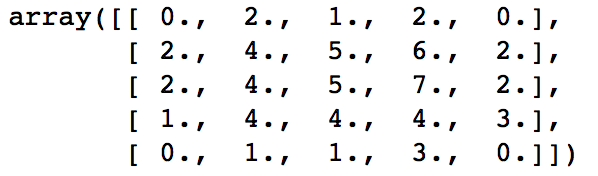 array([[ 0., 2., 1., 2., 0.],
[ 2., 4., 5., 6., 2.],
[ 2., 4., 5., 7., 2.],
[ 1., 4., 4., 4., 3.],
[ 0., 1., 1., 3., 0.]])